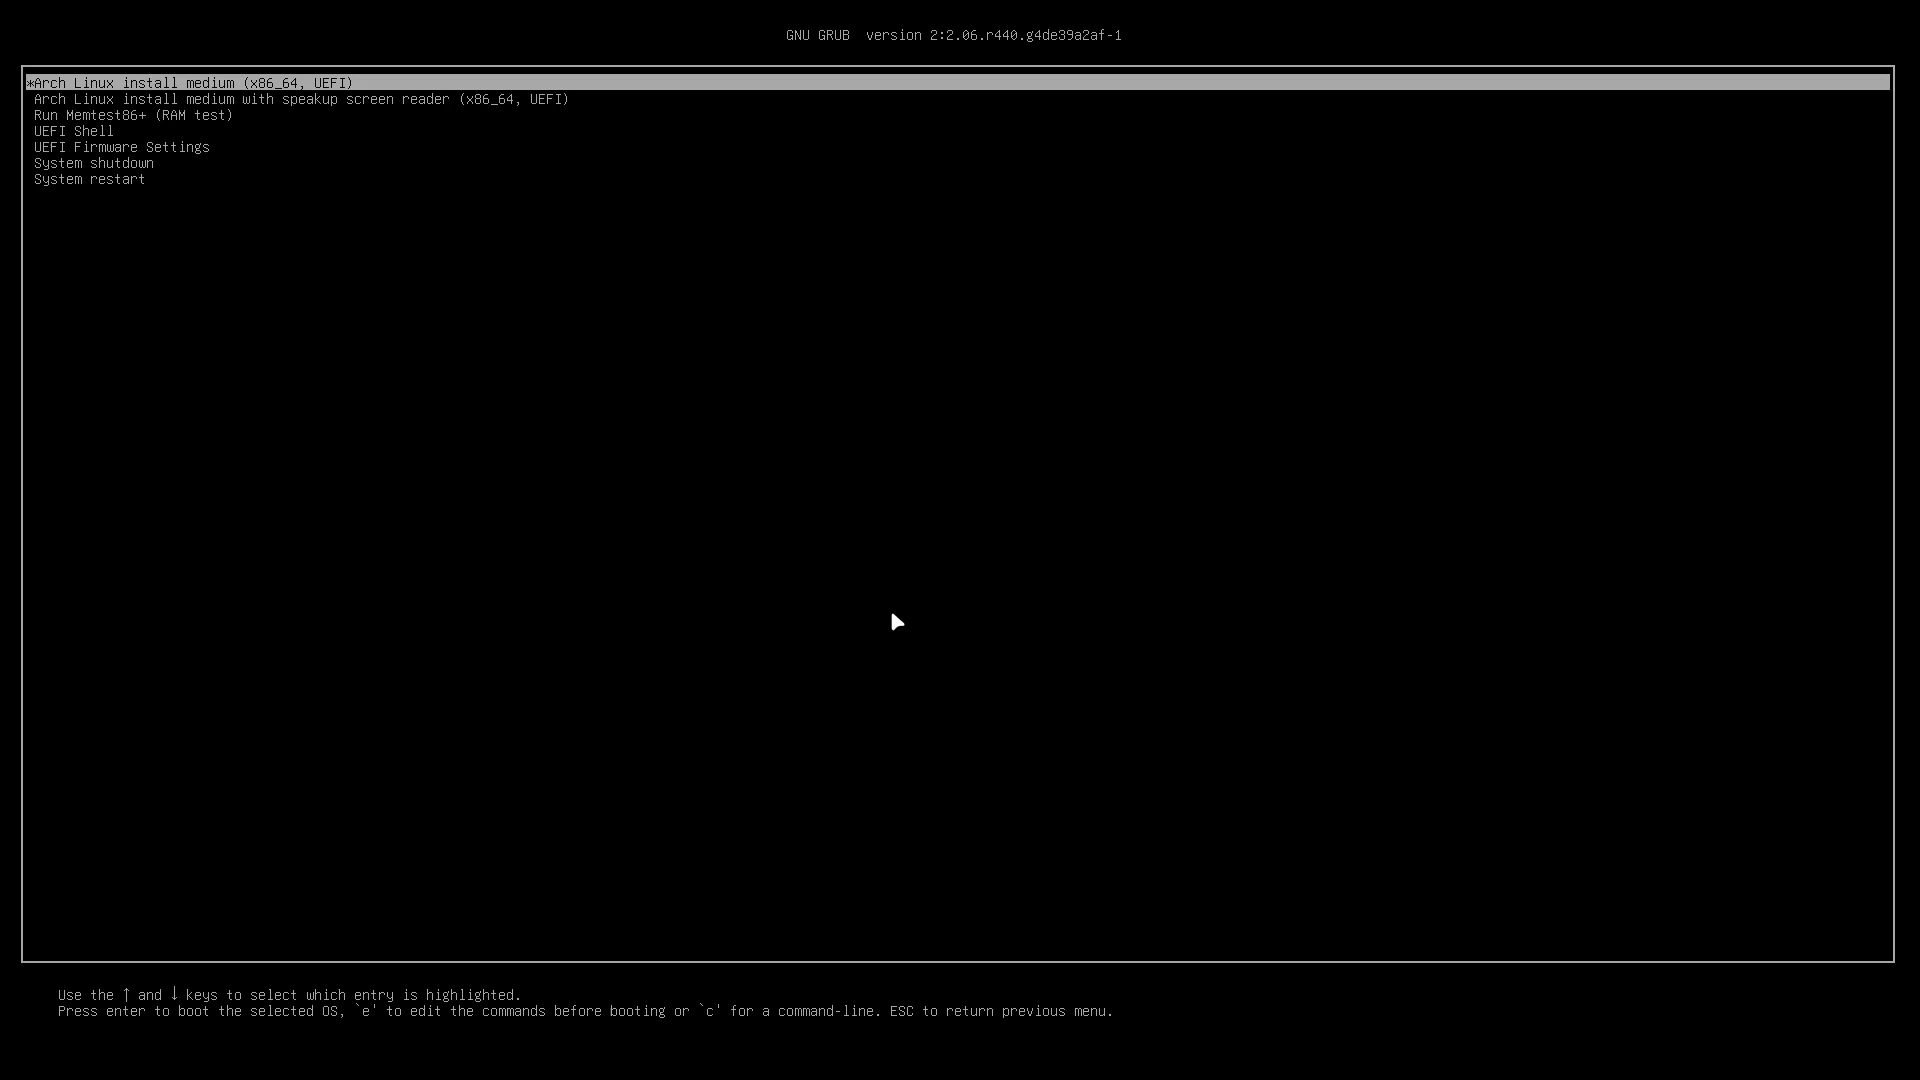 GNU GRUB  version 2:2.06.r440.g4de39a2af-1
*Arch Linux install medium (x86_64, UEFI)
Arch Linux install medium with speakup screen reader (x86_64, UEFI)
Run Memtest86+ (RAM test)
UEFI Shell
UEFI Firmware Settings
System shutdown
System restart
Use the ↑ and ↓ keys to select which entry is highlighted.
Press enter to boot the selected OS, `e' to edit the commands before booting or `c' for a command-line. ESC to return previous menu.